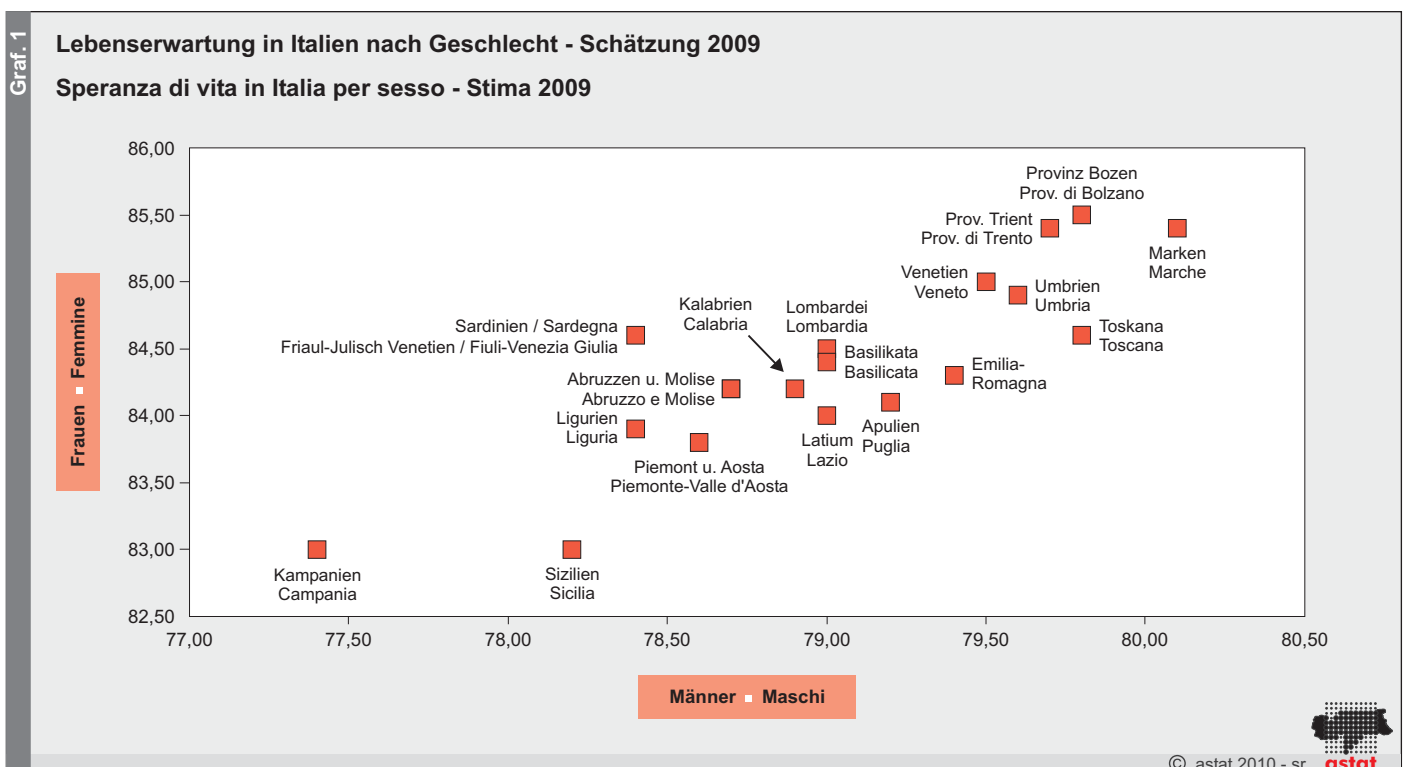 Graf. 1
Lebenserwartung in Italien nach Geschlecht - Schätzung 2009
Speranza di vita in Italia per sesso - Stima 2009
86,00
85,50
85,00
84,50
84,00
83,50
83,00
82,50
Frauen Femmine
Provinz Bozen
Prov. di Bolzano
Prov. Trient
Prov. di Trento
Marken
Marche
Venetien
Veneto
Umbrien
Umbria
Kalabrien
Calabria
Lombardei
Lombardia
Sardinien / Sardegna
Friaul-Julisch Venetien / Fiuli-Venezia Giulia
Toskana
Toscana
Basilikata
Basilicata
Emilia-
Romagna
Abruzzen u. Molise
Abruzzo e Molise
Ligurien
Liguria
Latium
Lazio
Apulien
Puglia
Piemont u. Aosta
Piemonte-Valle d'Aosta
Kampanien
Campania
Sizilien
Sicilia
77,00
77,50
78,00
78,50
79,00
79,50
80,00
80,50
Männer Maschi
© astat 2010 - sr
astat